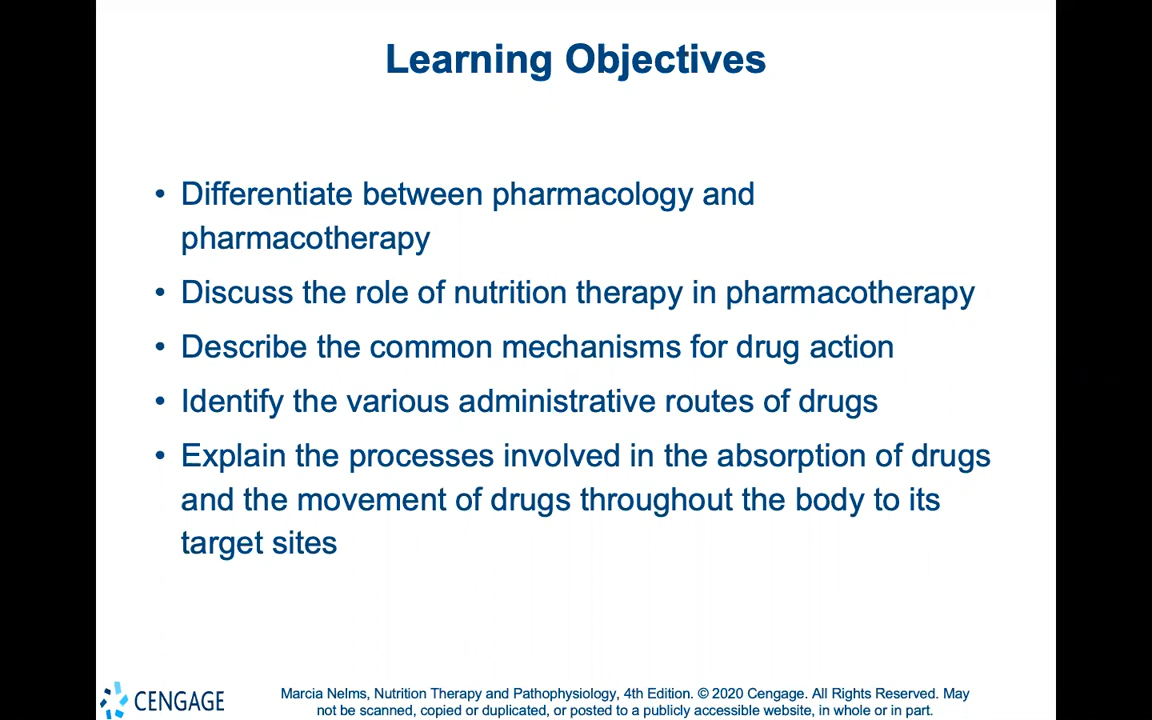 Learning Objectives
• Differentiate between pharmacology and
pharmacotherapy
• Discuss the role of nutrition therapy in pharmacotherapy
• Describe the common mechanisms for drug action
• Identify the various administrative routes of drugs
• Explain the processes involved in the absorption of drugs
and the movement of drugs throughout the body to its
target sites
CENGAGE
Marcia Nelms, Nutrition Therapy and Pathophysiology, 4th Edition. © 2020 Cengage. All Rights Reserved. May
not be scanned, copied or duplicated, or posted to a publicly accessible website, in whole or in part.